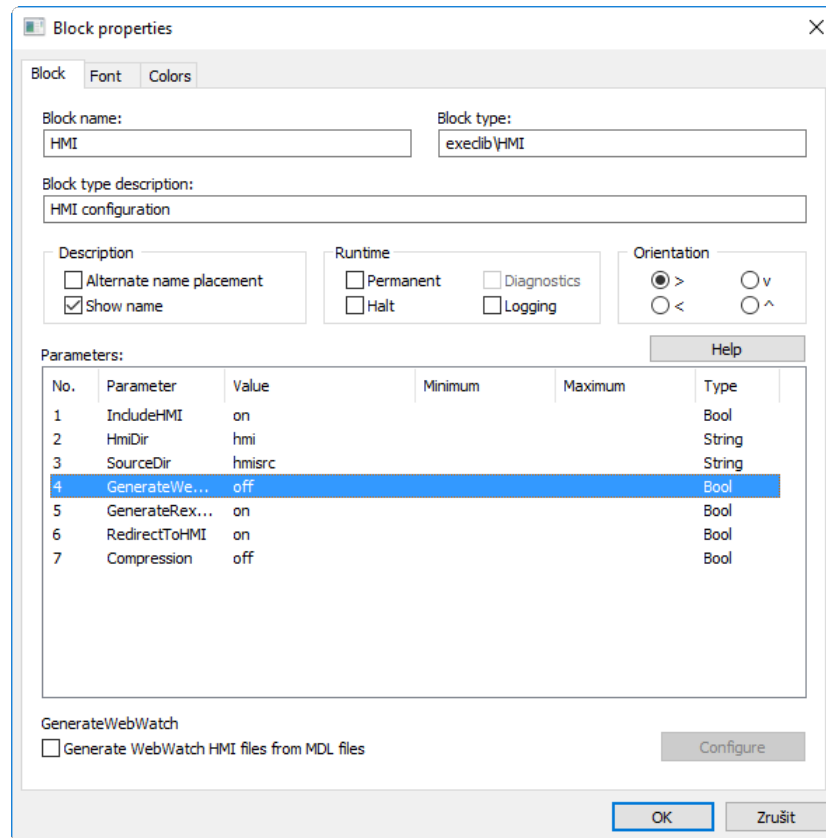 Block properties
Block Font Colors
Block name: Block type:
HMI execlib\HMI
Block type description:
HMI configuration
Description Runtime Orientation
Alternate name placement Permanent Diagnostics > v
Show name Halt Logging < ^
Parameters: Help
No. Parameter Value Minimum Maximum Type
1 IncludeHMI on Bool
2 HmiDir hmi String
3 SourceDir hmisrc String
4 GenerateWe... off Bool
5 GenerateRex... on Bool
6 RedirectToHMI on Bool
7 Compression off Bool
GenerateWebWatch
Generate WebWatch HMI files from MDL files Configure
OK Zrušit